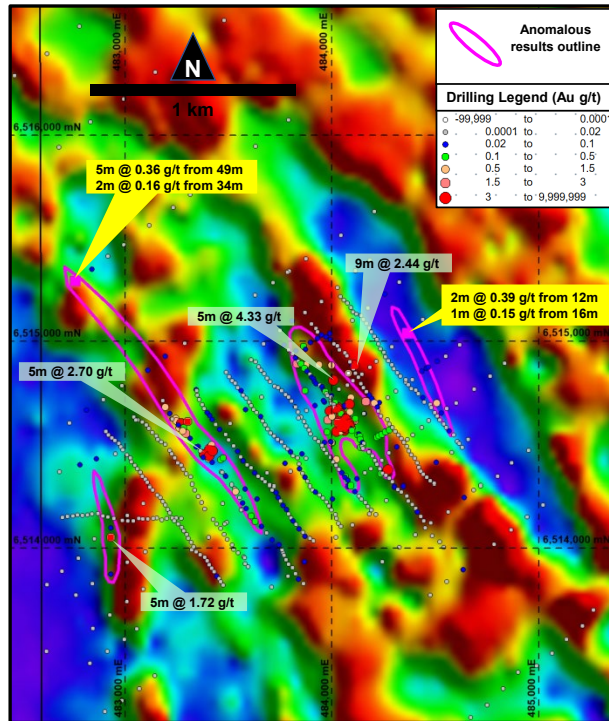 483,000 mE
484,000 mE
Anomalous
results outline
Drilling Legend (Au g/t)
-99,999 to 0.0001
0.0001 to 0.02
0.02 to 0.1
0.1 to 0.5
0.5 to 1.5
1.5 to 3
3 to 9,999,999
N
1 km
6,516,000 mN
5m @ 0.36 g/t from 49m
2m @ 0.16 g/t from 34m
9m @ 2.44 g/t
5m @ 4.33 g/t
2m @ 0.39 g/t from 12m
1m @ 0.15 g/t from 16m
6,515,000 mN
6,515,000 mN
5m @ 2.70 g/t
6,514,000 mN
6,514,000 mN
5m @ 1.72 g/t
483,000 mE
484,000 mE
485,000 mE